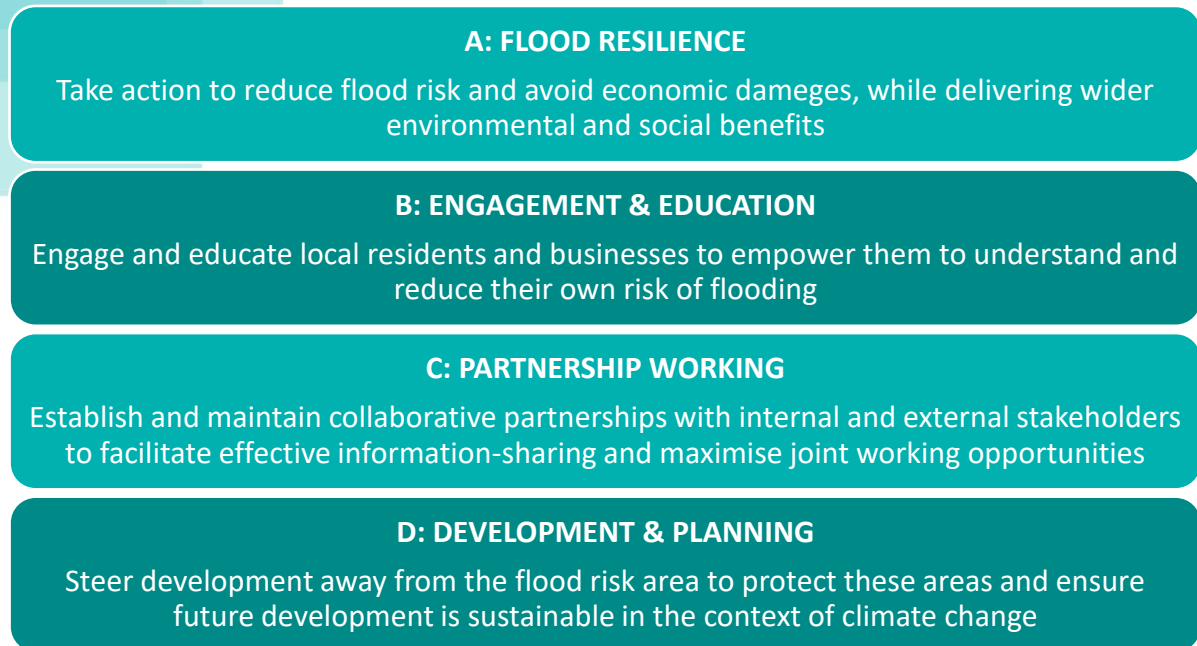 A: FLOOD RESILIENCE
Take action to reduce flood risk and avoid economic dameges, while delivering wider
environmental and social benefits
B: ENGAGEMENT & EDUCATION
Engage and educate local residents and businesses to empower them to understand and
reduce their own risk of flooding
C: PARTNERSHIP WORKING
Establish and maintain collaborative partnerships with internal and external stakeholders
to facilitate effective information-sharing and maximise joint working opportunities
D: DEVELOPMENT & PLANNING
Steer development away from the flood risk area to protect these areas and ensure
future development is sustainable in the context of climate change